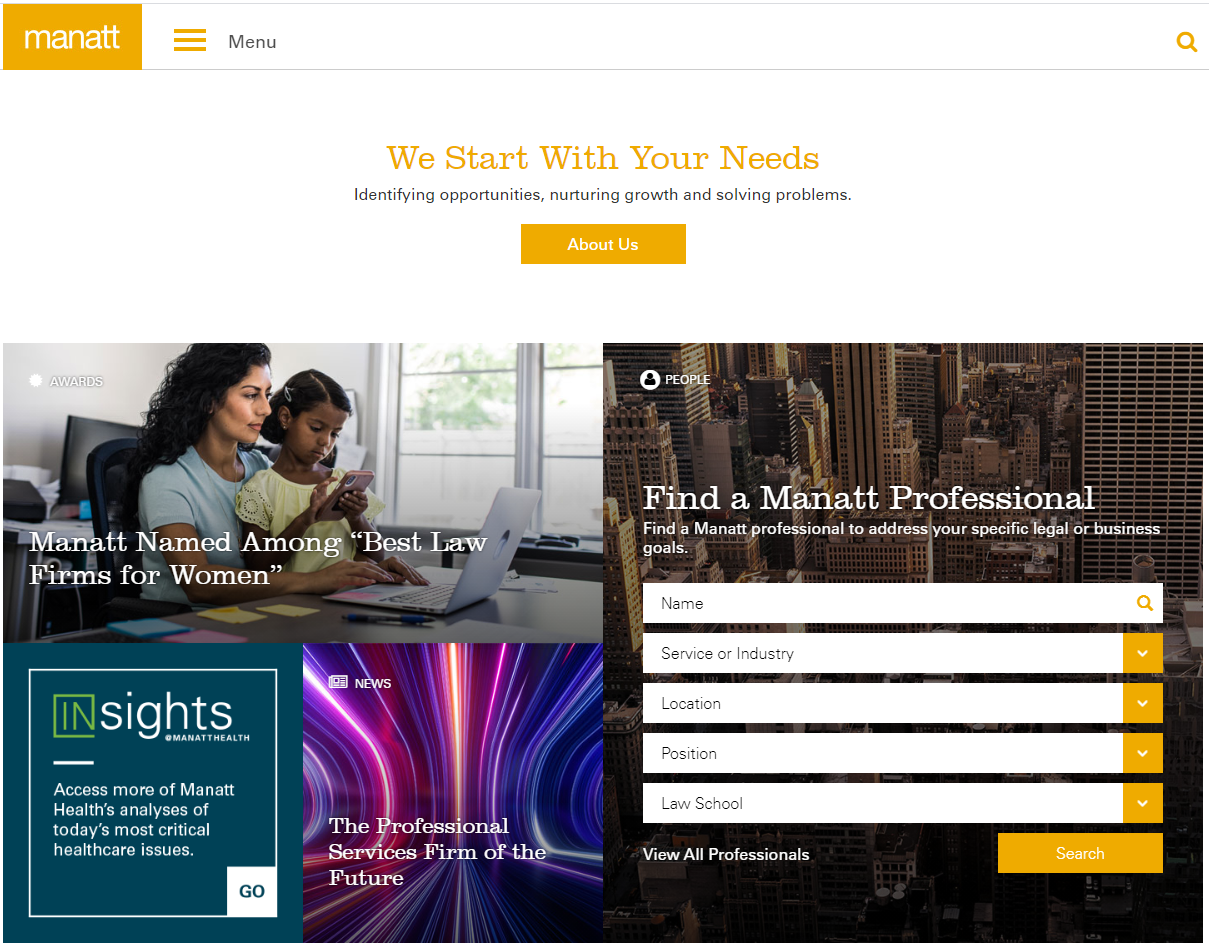 manatt
Menu
We Start With Your Needs
Identifying opportunities, nurturing growth and solving problems.
About Us
AWARDS
Manatt Named Among “Best Law
Firms for Women”
INsights
@MANATTHEALTH
Access more of Manatt
Health’s analyses of
today’s most critical
healthcare issues.
GO
NEWS
The Professional
Services Firm of the
Future
PEOPLE
Find a Manatt Professional
Find a Manatt professional to address your specific legal or business
goals.
Name
Service or Industry
Location
Position
Law School
View All Professionals
Search